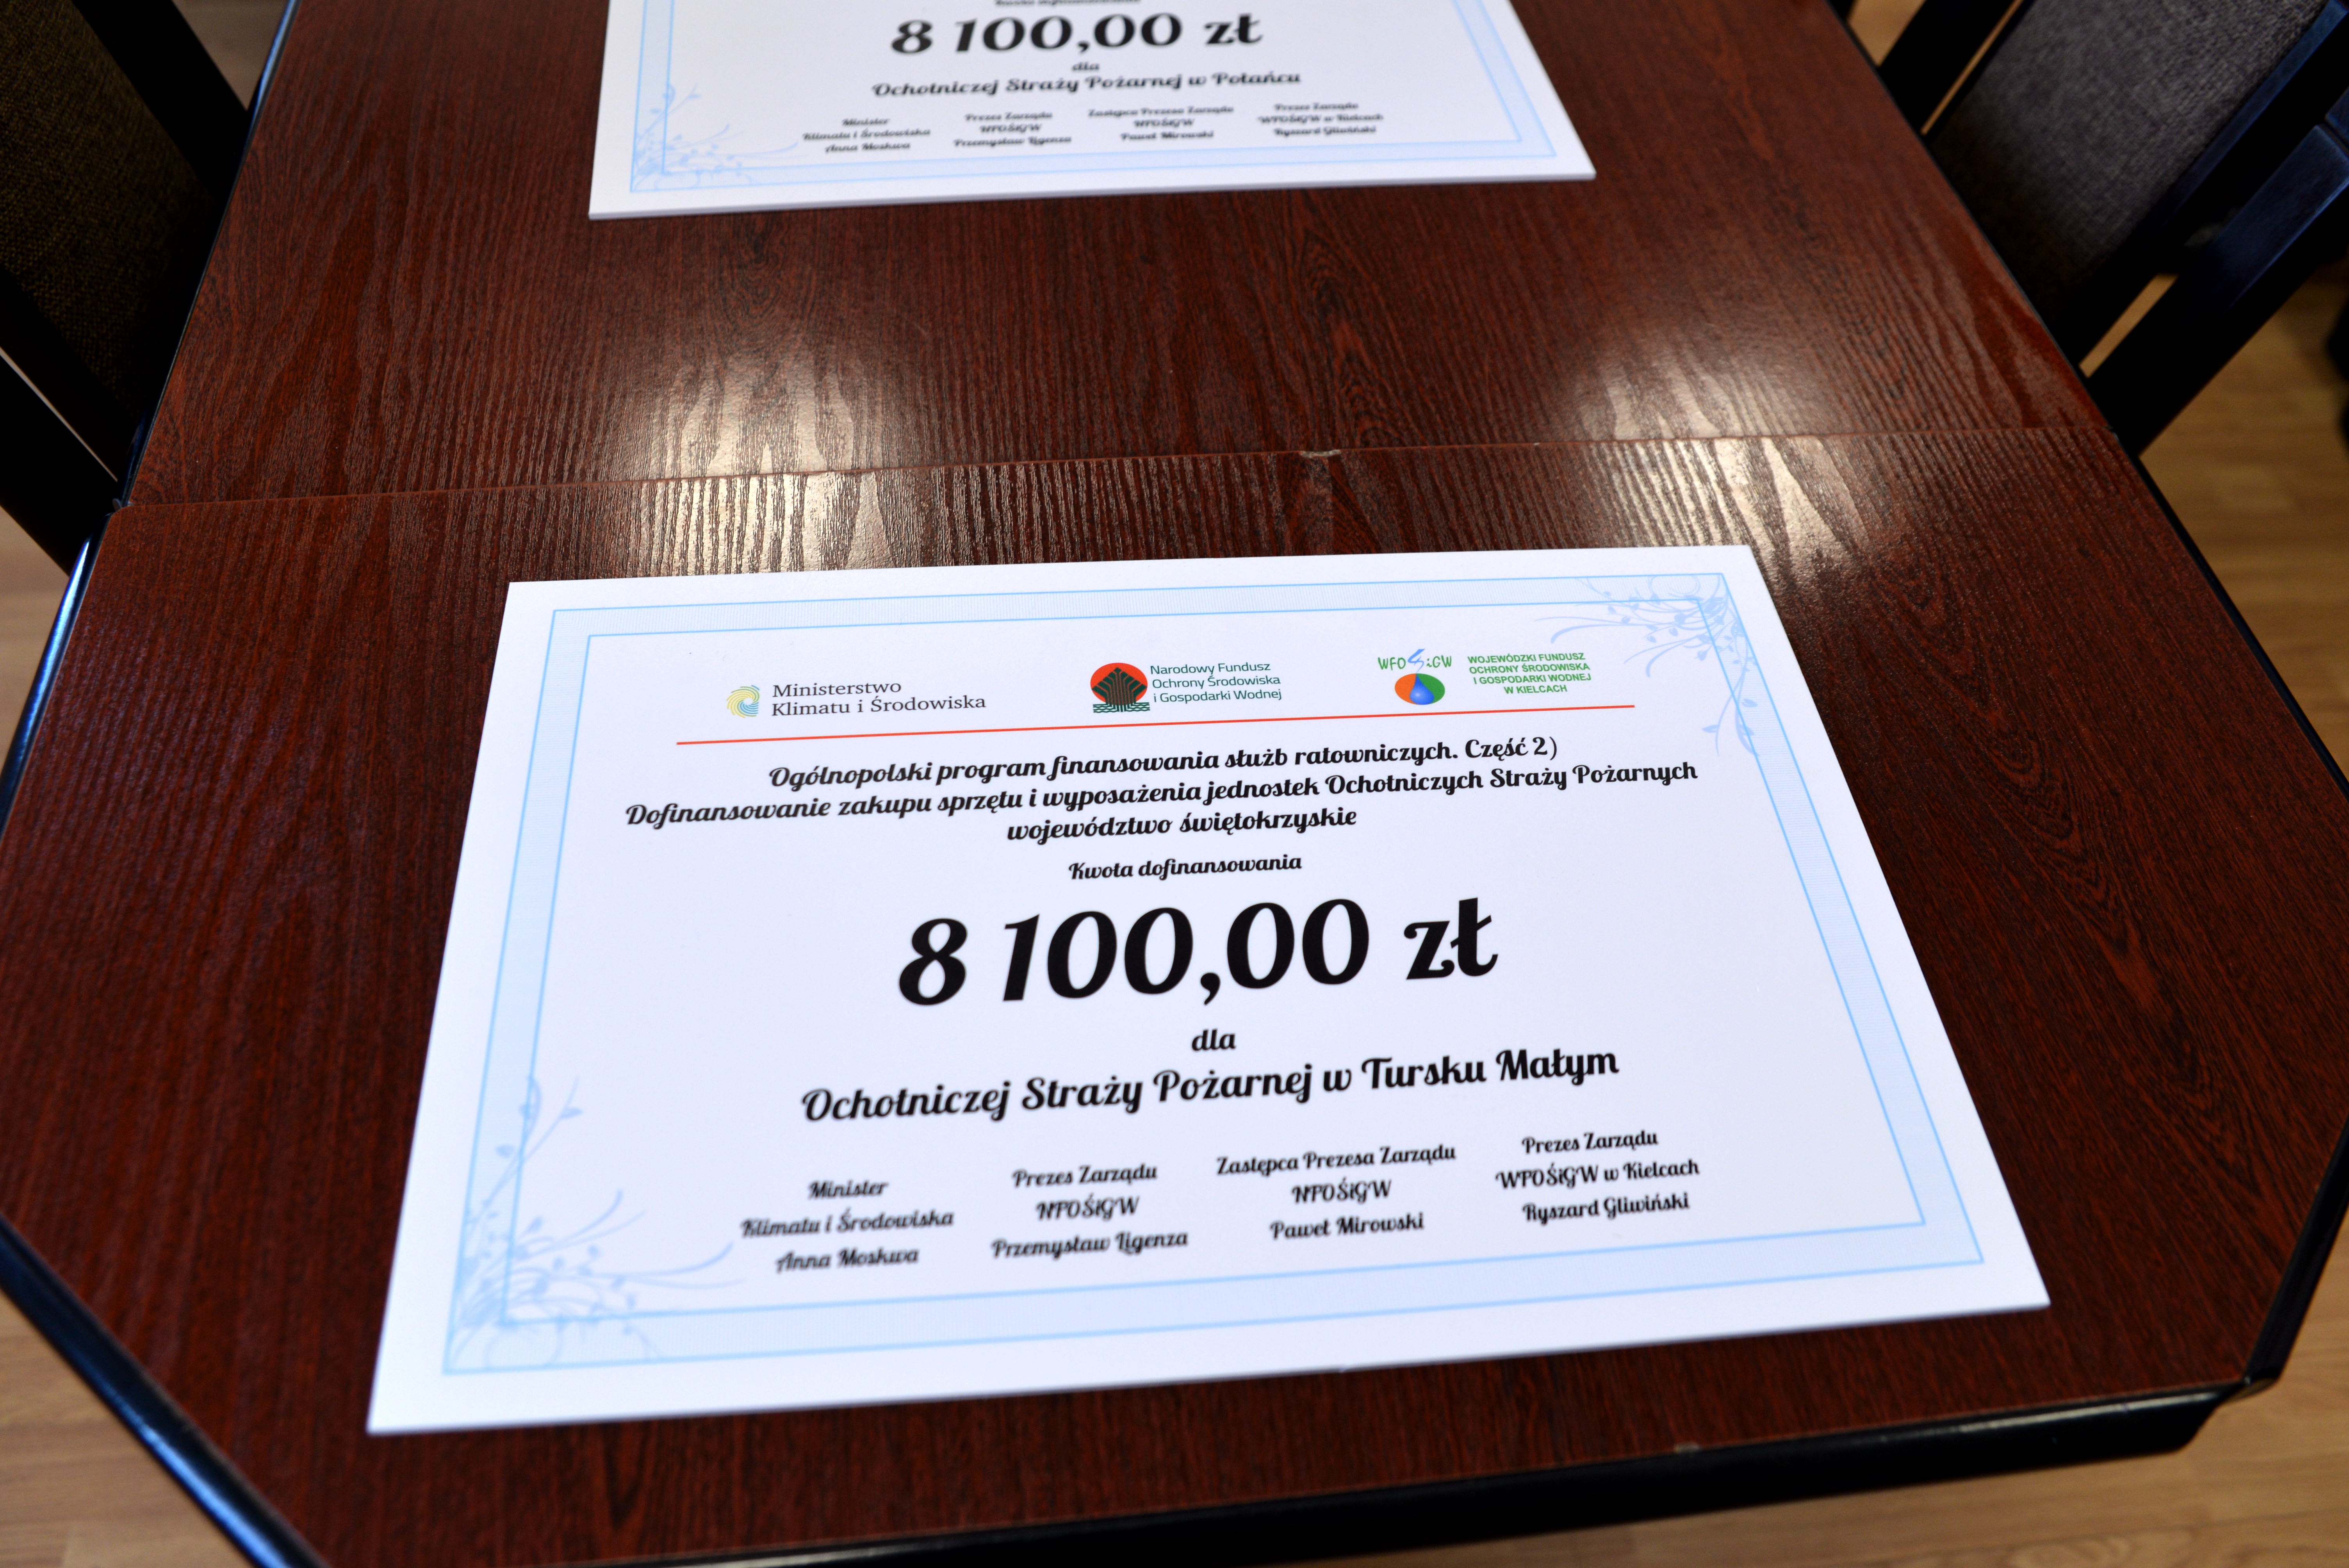 8 100,00 zł
dla
Ochotniczej Straży Pożarnej w Połańcu
Minister
Klimatu i Środowiska
Anna Moskwa
Prezes Zarządu
NFOŚiGW
Przemysław Ligenza
Zastępca Prezesa Zarządu
NFOŚiGW
Paweł Mirowski
Prezes Zarządu
WFOŚiGW w Kielcach
Ryszard Gliwiński
Ministerstwo
Klimatu i Środowiska
Narodowy Fundusz
Ochrony Środowiska
i Gospodarki Wodnej
WFOŚiGW
WOJEWÓDZKI FUNDUSZ
OCHRONY ŚRODOWISKA
I GOSPODARKI WODNEJ
W KIELCACH
Ogólnopolski program finansowania służb ratowniczych. Część 2)
Dofinansowanie zakupu sprzętu i wyposażenia jednostek Ochotniczych Straży Pożarnych
województwo świętokrzyskie
Kwota dofinansowania
8 100,00 zł
dla
Ochotniczej Straży Pożarnej w Tursku Małym
Minister
Klimatu i Środowiska
Anna Moskwa
Prezes Zarządu
NFOŚiGW
Przemysław Ligenza
Zastępca Prezesa Zarządu
NFOŚiGW
Paweł Mirowski
Prezes Zarządu
WFOŚiGW w Kielcach
Ryszard Gliwiński